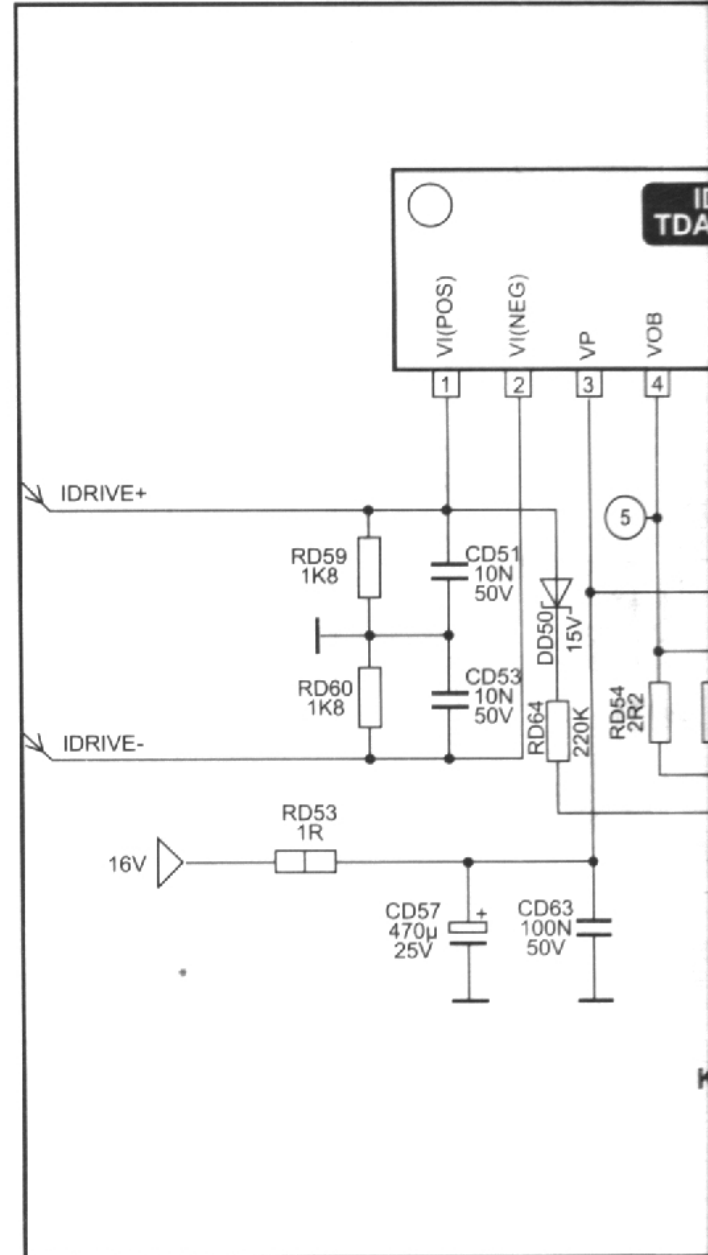 TDA
VI(POS)
VI(NEG)
VP
VOB
1
2
3
4
IDRIVE+
5
RD59
1K8
CD51
10N
50V
DD50
15V
RD60
1K8
CD53
10N
50V
RD64
220K
RD54
2R2
IDRIVE-
RD53
1R
16V
CD57
470µ
25V
+
CD63
100N
50V